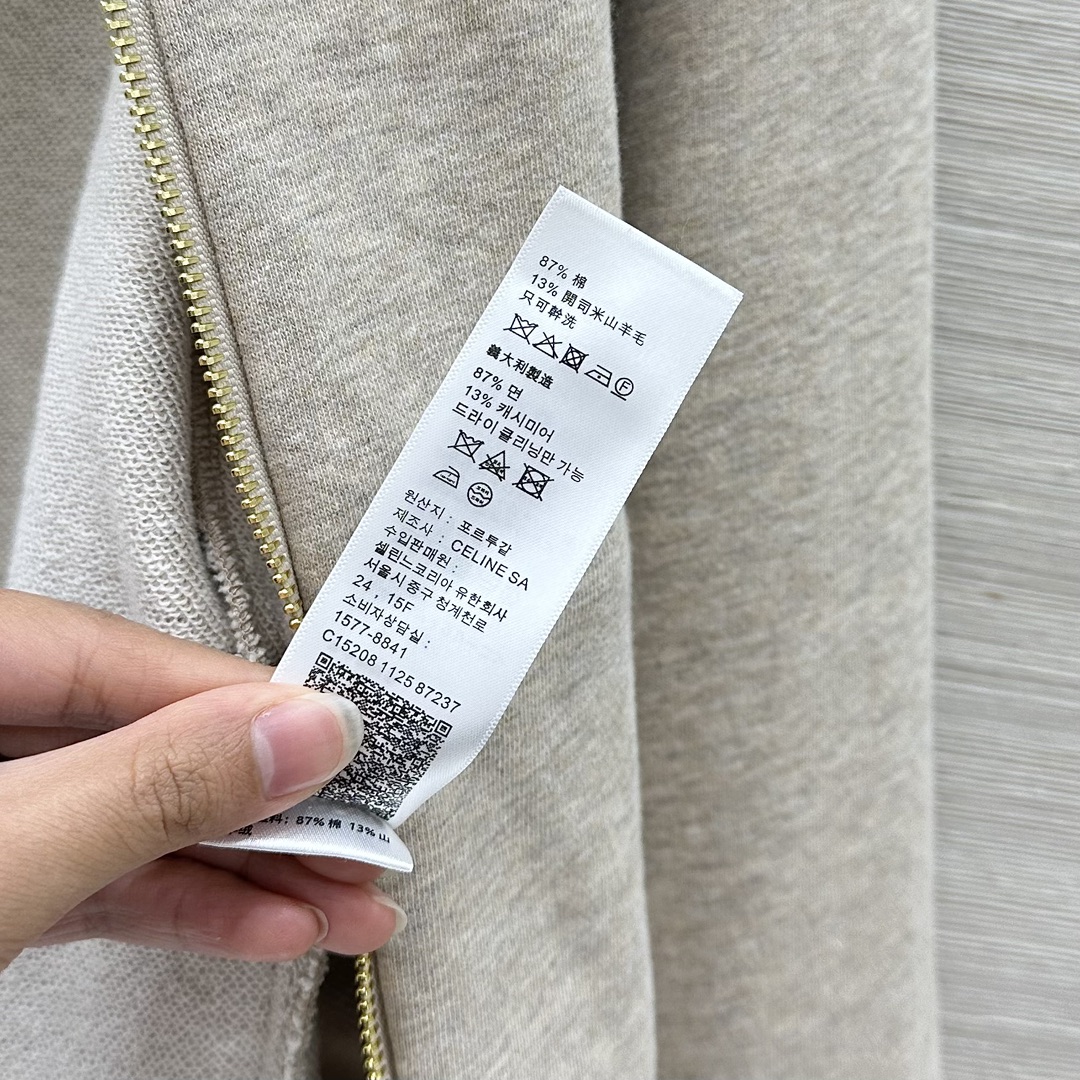 87% 棉
13% 開司米山羊毛
只可幹洗
F
義大利製造
87% 면
13% 캐시미어
드라이 클리닝만 가능
원산지 : 포르투갈
제조사 : CELINE SA
수입판매원 :
셀린느코리아 유한회사
서울시 중구 청계천로
24 , 15F
소비자상담실 :
1577-8841
C15208 1125 87237
料: 87% 棉 13% 山